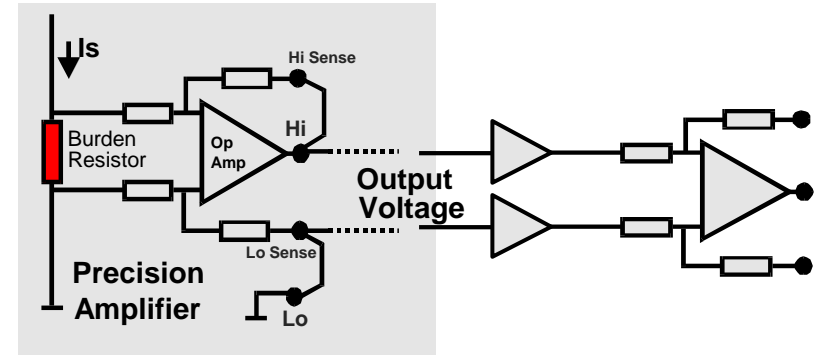 Is
Hi Sense
Burden
Resistor
Op
Amp
Hi
Output
Voltage
Lo Sense
Precision
Amplifier
Lo